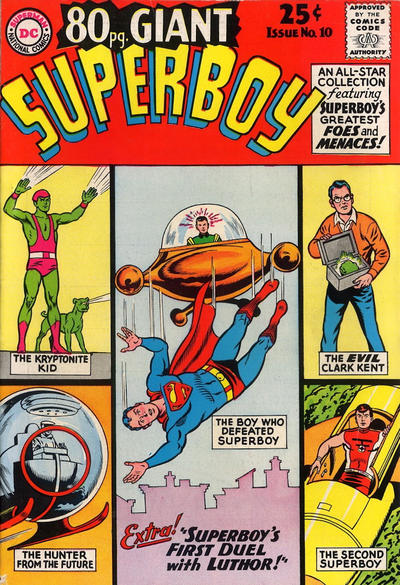 SUPERMAN
DC
NATIONAL COMICS
80 pg. GIANT
25¢
ISSUE No. 10
APPROVED
BY THE
COMICS
CODE
AUTHORITY
SUPERBOY
AN ALL-STAR
COLLECTION
featuring
SUPERBOY'S
GREATEST
FOES and
MENACES!
THE KRYPTONITE
KID
THE BOY WHO
DEFEATED
SUPERBOY
THE EVIL
CLARK KENT
THE HUNTER
FROM THE FUTURE
Extra! "SUPERBOY'S
FIRST DUEL
with LUTHOR!"
THE SECOND
SUPERBOY